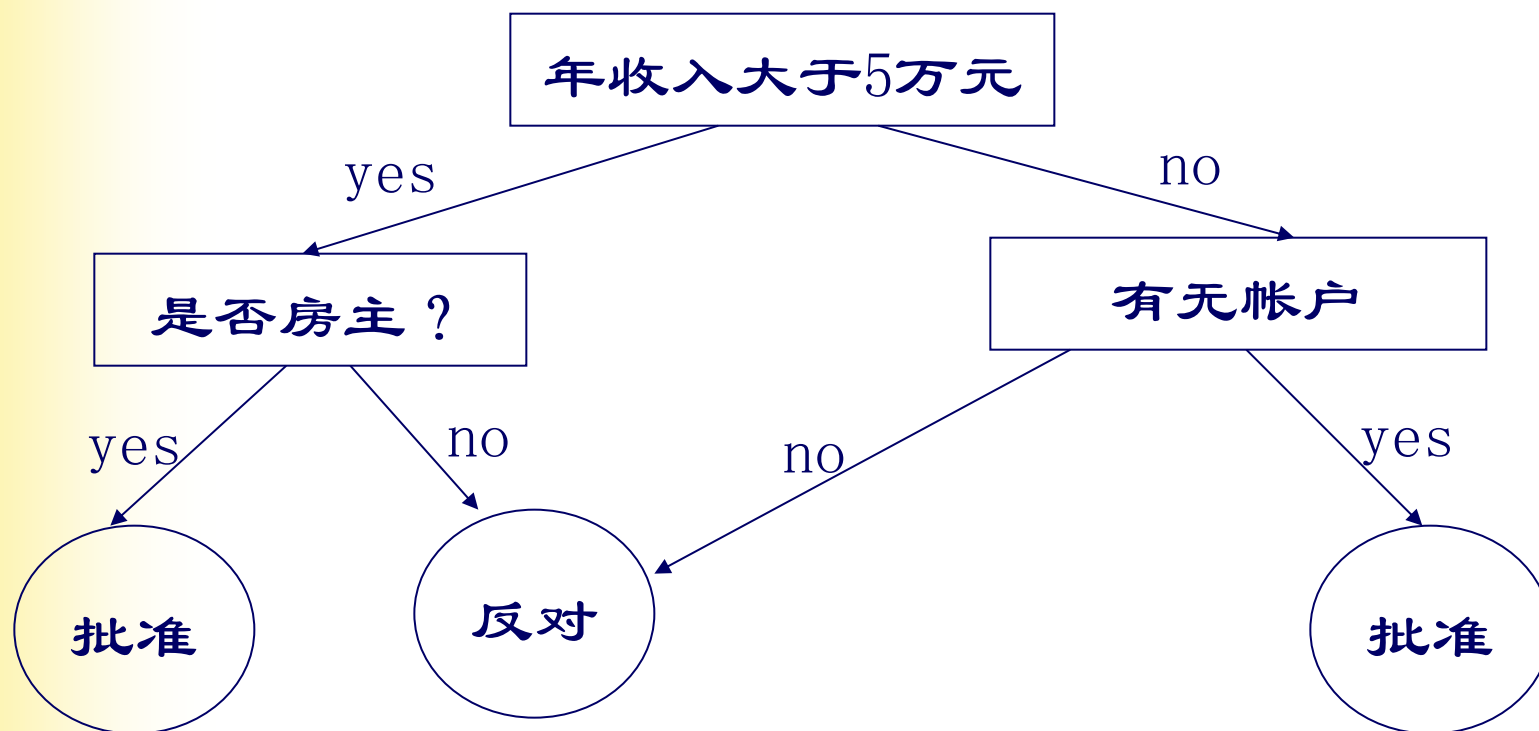 年收入大于5万元
yes
no
是否房主？
有无帐户
yes
no
no
yes
批准
反对
批准